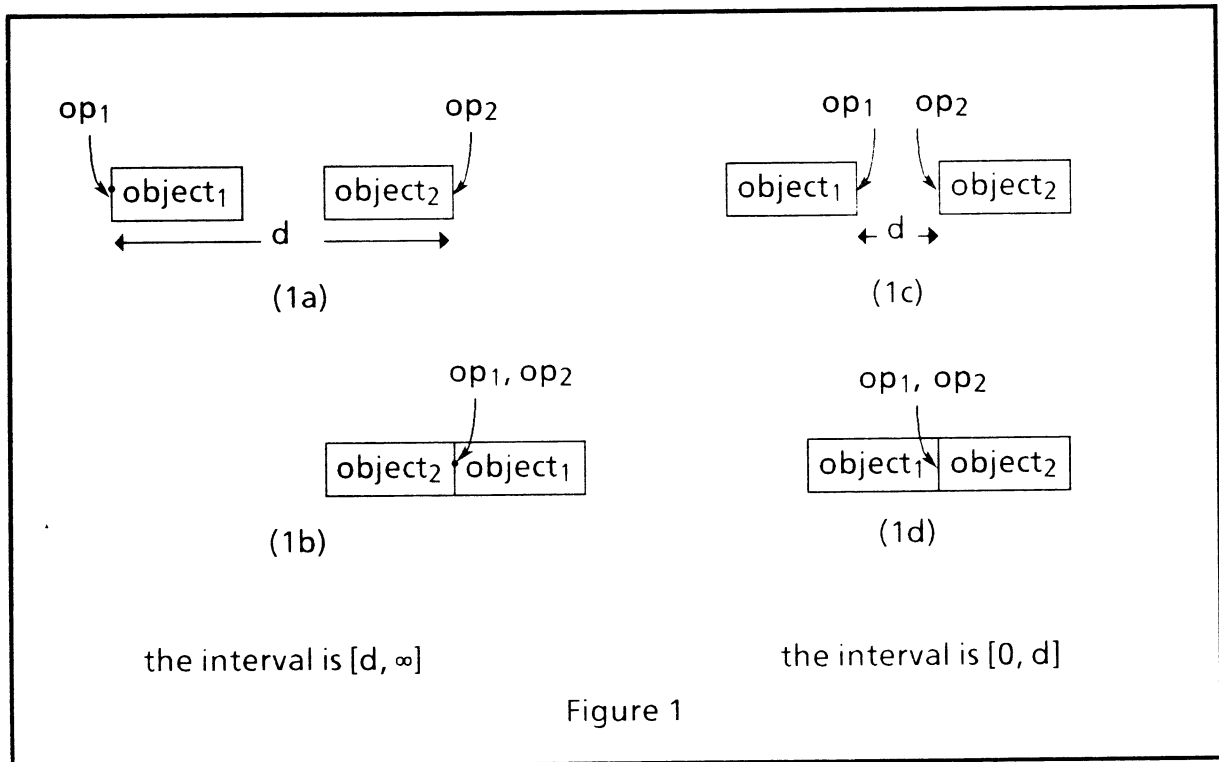 op₁
op₂
object₁
object₂
d
(1a)
op₁
op₂
object₁
object₂
d
(1c)
op₁, op₂
object₂
object₁
(1b)
op₁, op₂
object₁
object₂
(1d)
the interval is [d, ∞]
the interval is [0, d]
Figure 1